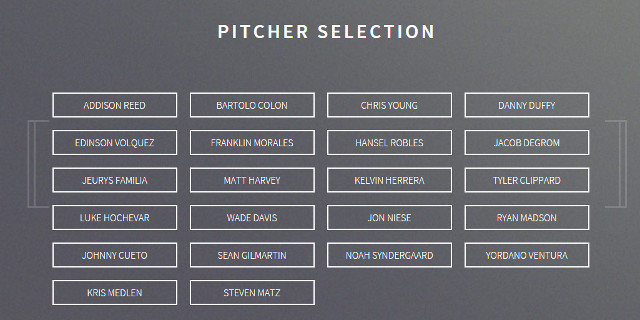 PITCHER SELECTION
ADDISON REED
BARTOLO COLON
CHRIS YOUNG
DANNY DUFFY
EDINSON VOLQUEZ
FRANKLIN MORALES
HANSEL ROBLES
JACOB DEGROM
JEURYS FAMILIA
MATT HARVEY
KELVIN HERRERA
TYLER CLIPPARD
LUKE HOCHEVAR
WADE DAVIS
JON NIESE
RYAN MADSON
JOHNNY CUETO
SEAN GILMARTIN
NOAH SYNDERGAARD
YORDANO VENTURA
KRIS MEDLEN
STEVEN MATZ